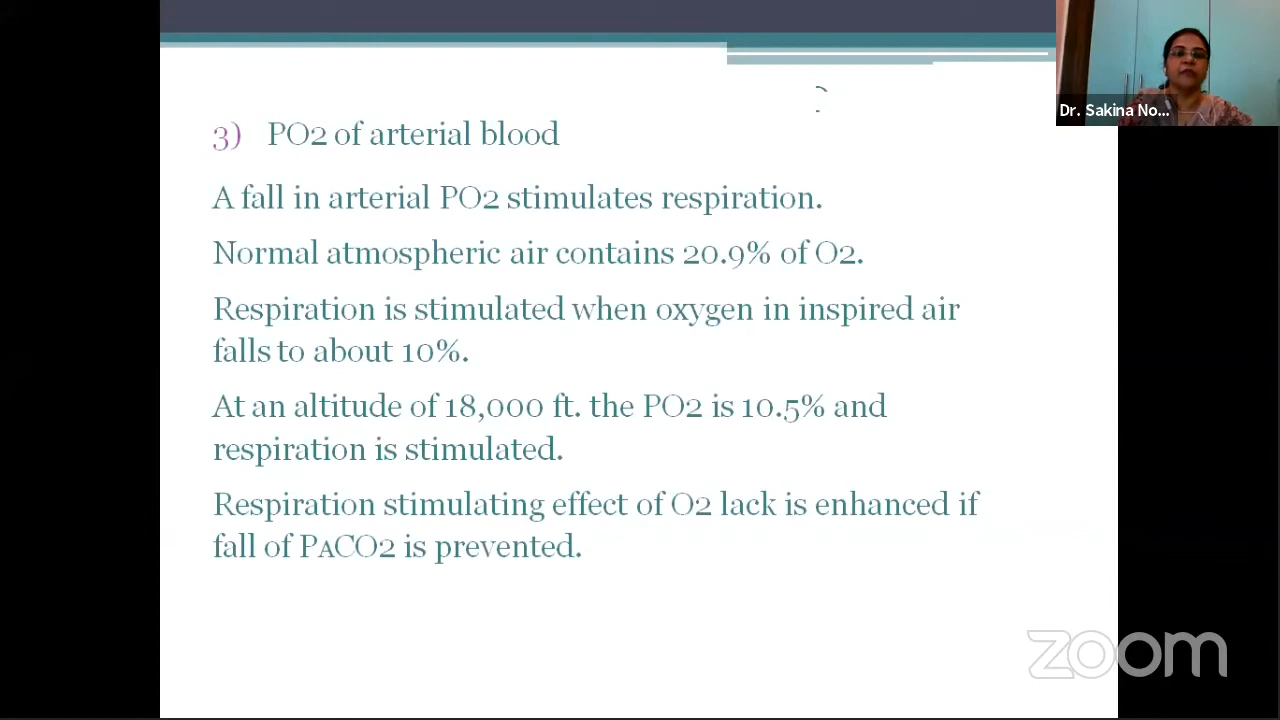 Dr. Sakina No...
3) PO2 of arterial blood
A fall in arterial PO2 stimulates respiration.
Normal atmospheric air contains 20.9% of O2.
Respiration is stimulated when oxygen in inspired air
falls to about 10%.
At an altitude of 18,000 ft. the PO2 is 10.5% and
respiration is stimulated.
Respiration stimulating effect of O2 lack is enhanced if
fall of PACO2 is prevented.
zoom